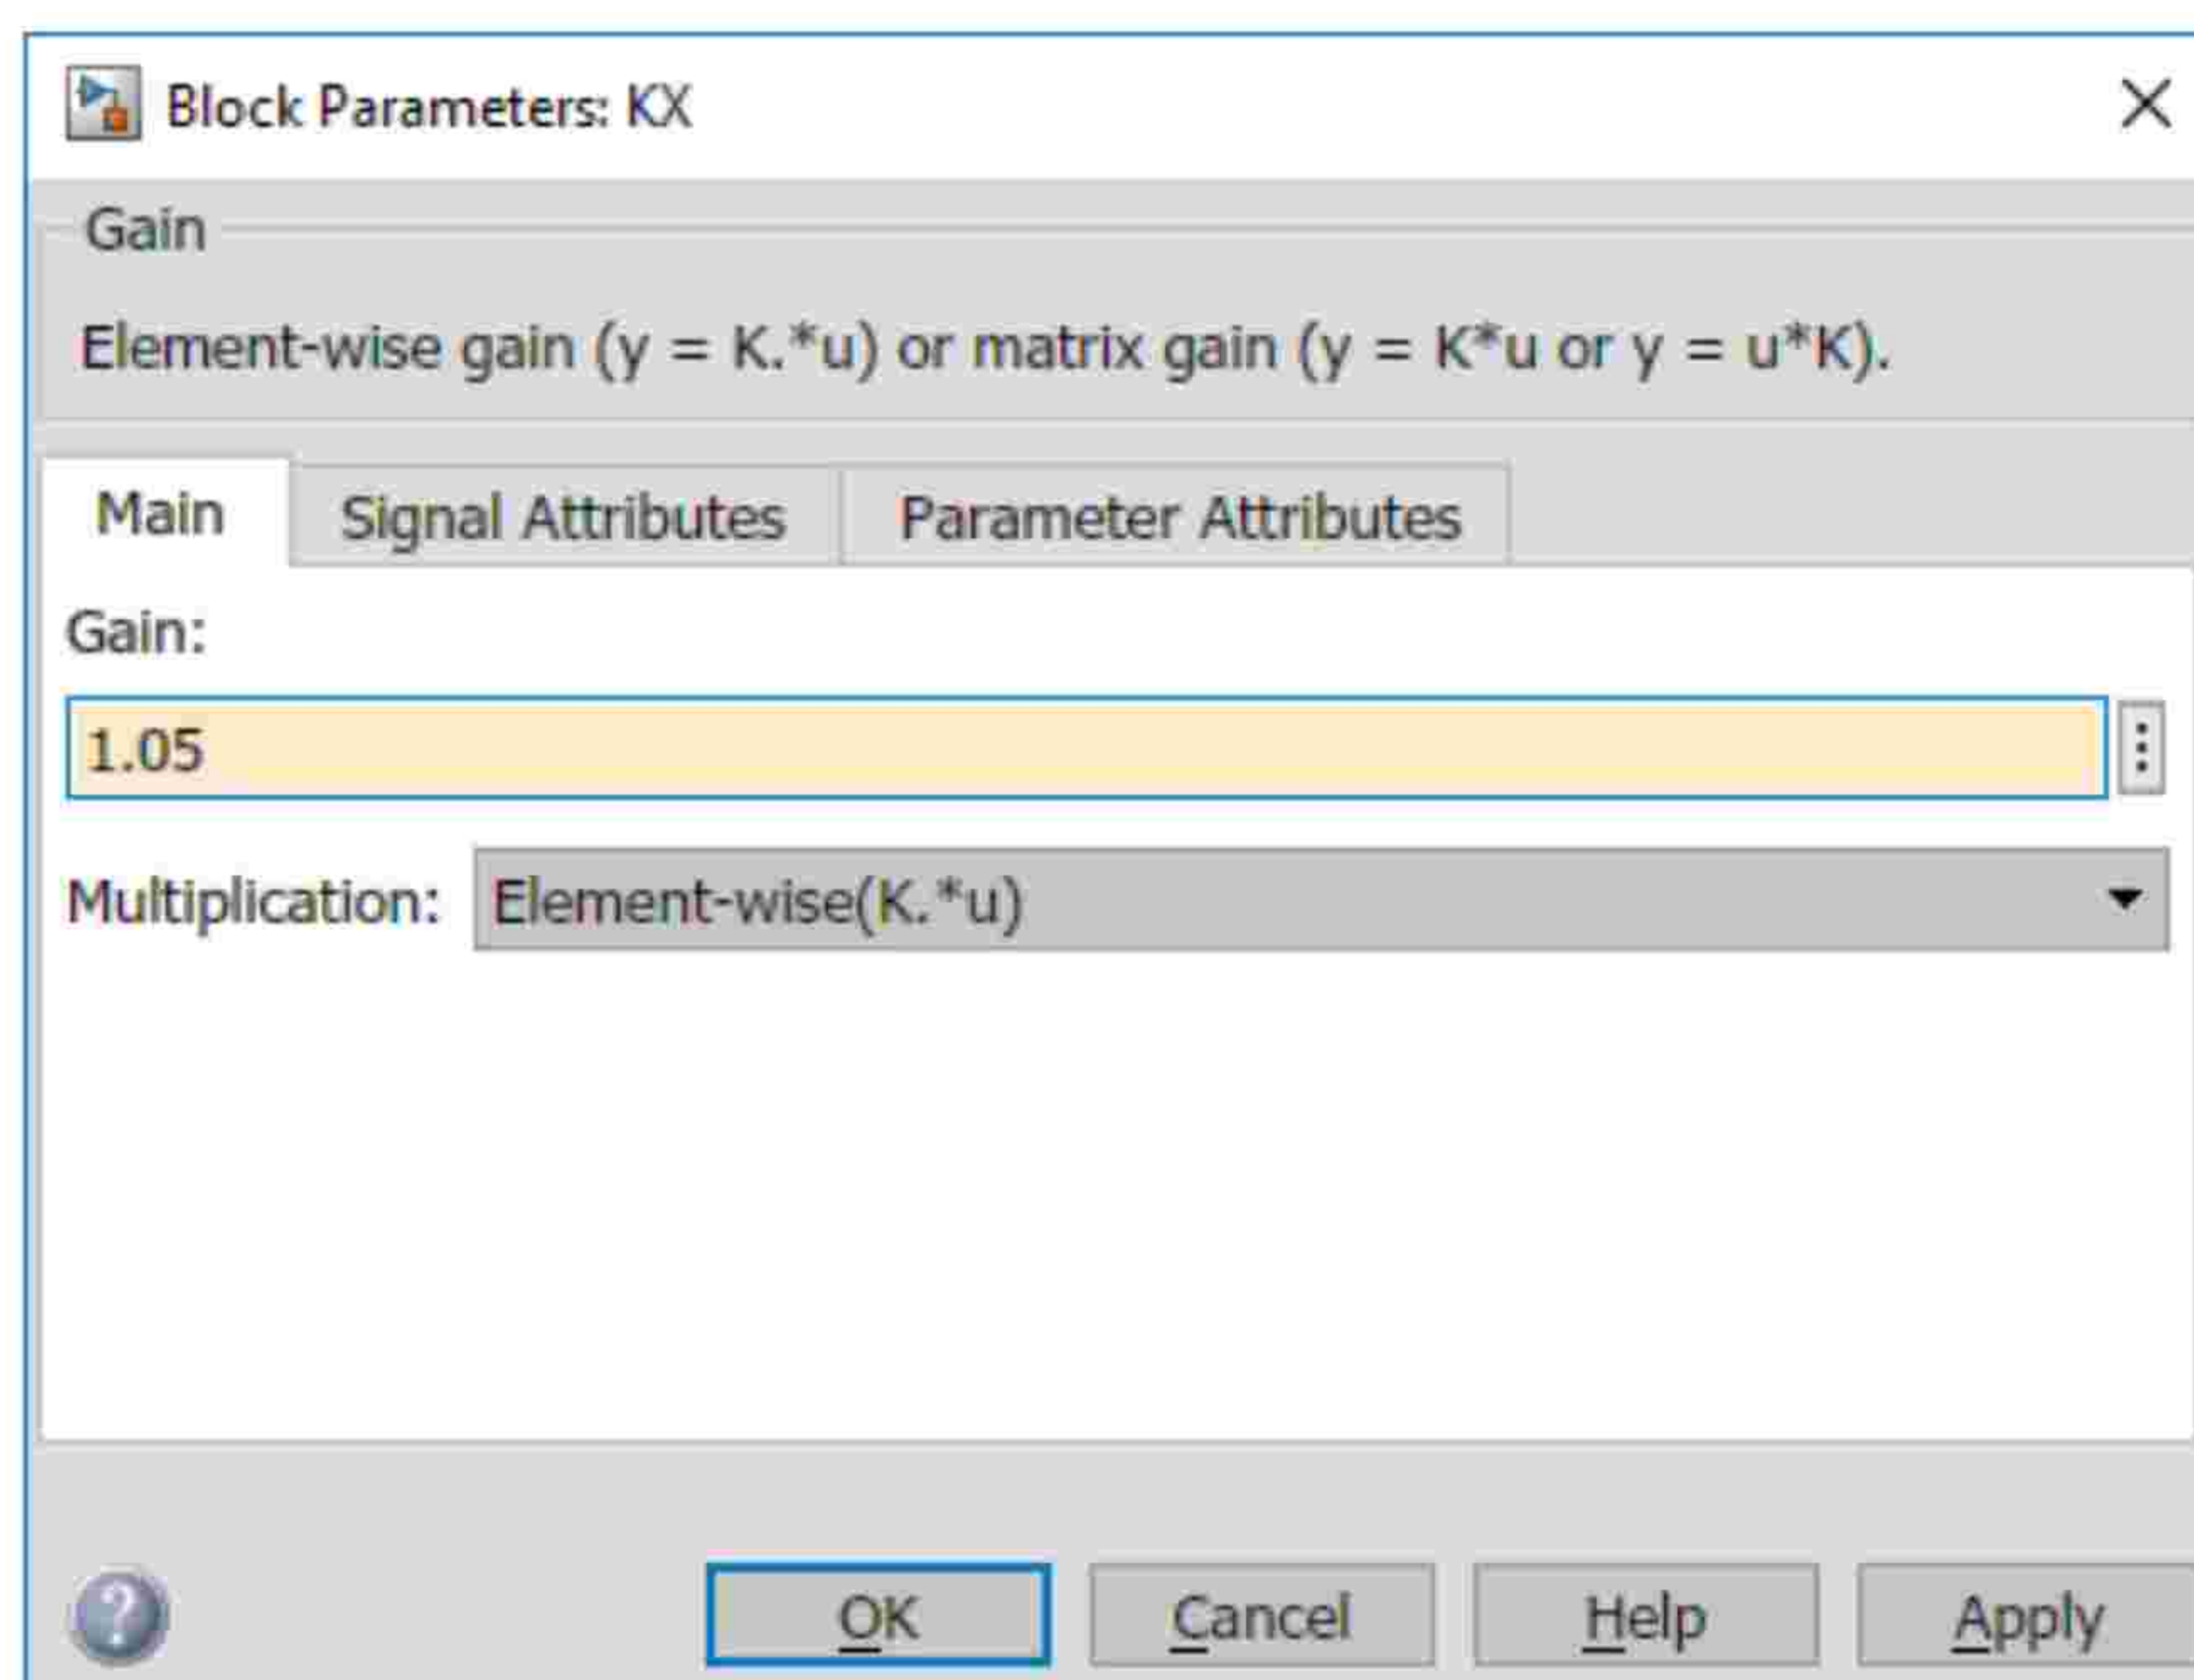 Block Parameters: KX
Gain
Element-wise gain (y = K.*u) or matrix gain (y = K*u or y = u*K).
Main Signal Attributes Parameter Attributes
Gain:
1.05
Multiplication: Element-wise(K.*u)
? OK Cancel Help Apply